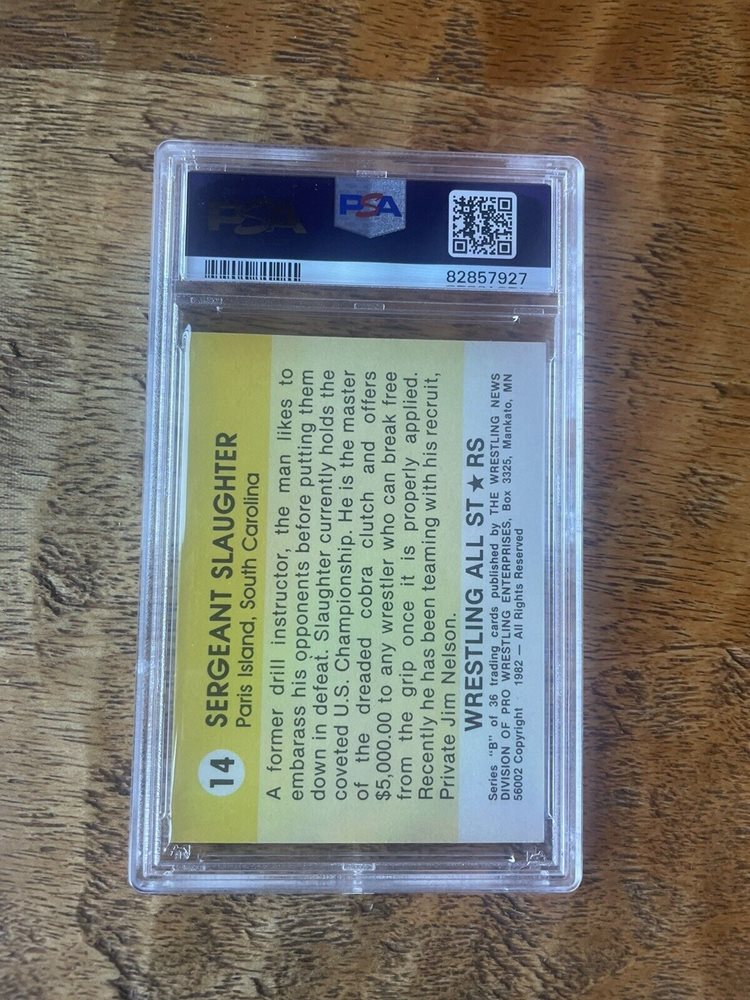 PSA
PSA
82857927
14
SERGEANT SLAUGHTER
Paris Island, South Carolina
A former drill instructor, the man likes to
embarass his opponents before putting them
down in defeat. Slaughter currently holds the
coveted U.S. Championship. He is the master
of the dreaded cobra clutch and offers
$5,000.00 to any wrestler who can break free
from the grip once it is properly applied.
Recently he has been teaming with his recruit,
Private Jim Nelson.
WRESTLING ALL ST★RS
Series "B" of 36 trading cards published by THE WRESTLING NEWS
DIVISION OF PRO WRESTLING ENTERPRISES, Box 3325, Mankato, MN
56002 Copyright 1982 — All Rights Reserved